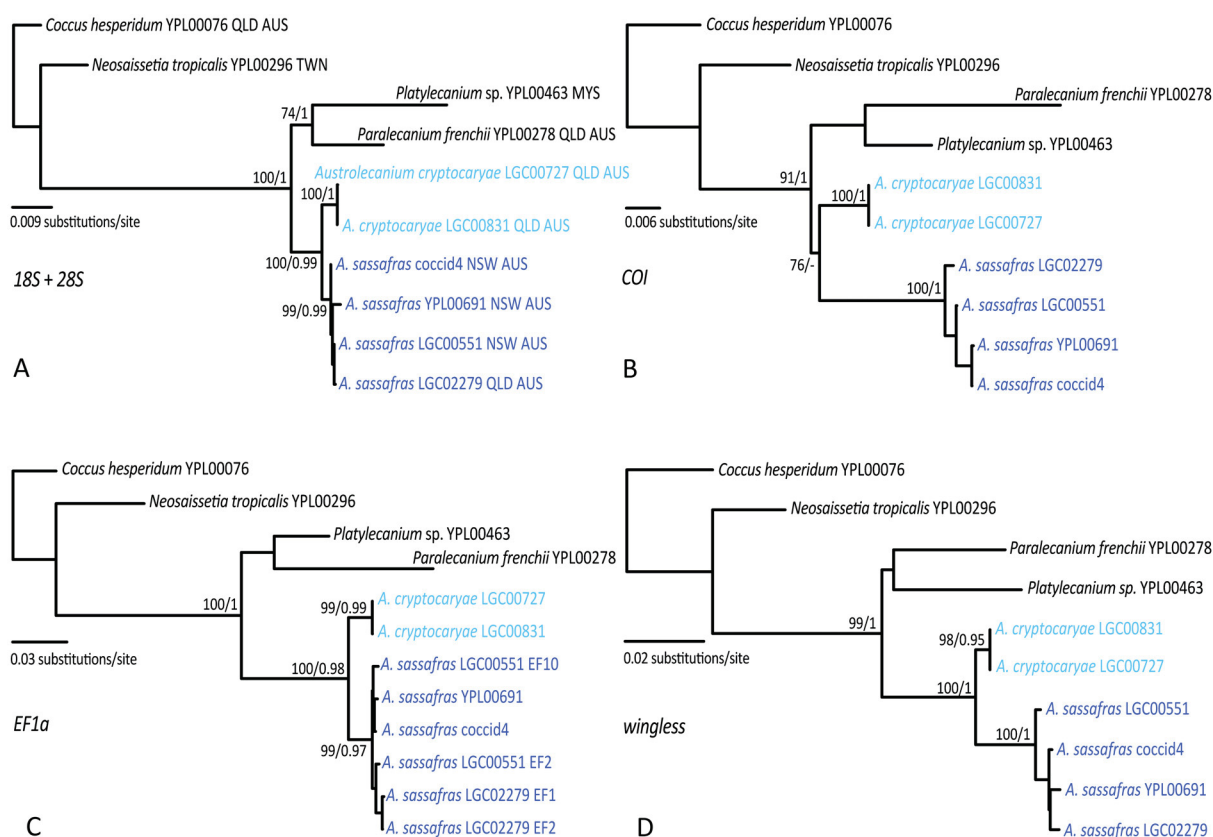 Coccus hesperidum YPL00076 QLD AUS
Neosaissetia tropicalis YPL00296 TWN
Platylecanium sp. YPL00463 MYS
74/1
Paralecanium frenchii YPL00278 QLD AUS
100/1
Austrolecanium cryptocaryae LGC00727 QLD AUS
100/1
0.009 substitutions/site
A. cryptocaryae LGC00831 QLD AUS
100/0.99
A. sassafras coccid4 NSW AUS
18S + 28S
99/0.99
A. sassafras YPL00691 NSW AUS
A. sassafras LGC00551 NSW AUS
A
A. sassafras LGC02279 QLD AUS
Coccus hesperidum YPL00076
Neosaissetia tropicalis YPL00296
Paralecanium frenchii YPL00278
Platylecanium sp. YPL00463
91/1
A. cryptocaryae LGC00831
100/1
0.006 substitutions/site
A. cryptocaryae LGC00727
76/-
A. sassafras LGC02279
COI
100/1
A. sassafras LGC00551
A. sassafras YPL00691
B
A. sassafras coccid4
Coccus hesperidum YPL00076
Neosaissetia tropicalis YPL00296
Platylecanium sp. YPL00463
Paralecanium frenchii YPL00278
100/1
99/0.99
A. cryptocaryae LGC00727
A. cryptocaryae LGC00831
0.03 substitutions/site
100/0.98
A. sassafras LGC00551 EF10
A. sassafras YPL00691
EF1a
A. sassafras coccid4
99/0.97
A. sassafras LGC00551 EF2
A. sassafras LGC02279 EF1
C
A. sassafras LGC02279 EF2
Coccus hesperidum YPL00076
Neosaissetia tropicalis YPL00296
Paralecanium frenchii YPL00278
Platylecanium sp. YPL00463
99/1
A. cryptocaryae LGC00831
98/0.95
0.02 substitutions/site
A. cryptocaryae LGC00727
100/1
A. sassafras LGC00551
wingless
100/1
A. sassafras coccid4
A. sassafras YPL00691
D
A. sassafras LGC02279